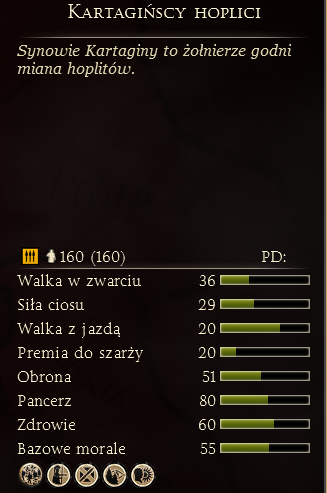 Kartagińscy hoplici
Synowie Kartaginy to żołnierze godni
miana hoplitów.
160 (160) PD:
Walka w zwarciu 36
Siła ciosu 29
Walka z jazdą 20
Premia do szarży 20
Obrona 51
Pancerz 80
Zdrowie 60
Bazowe morale 55